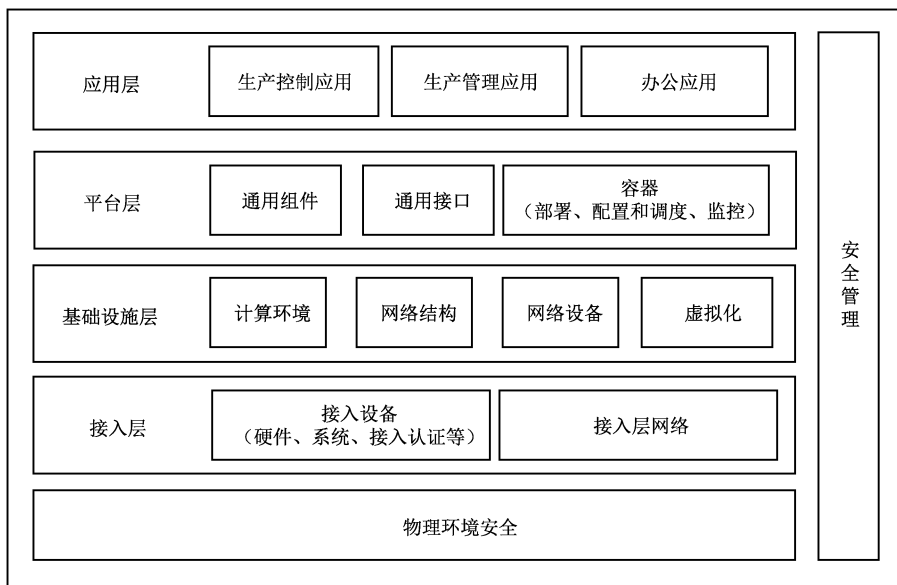 应用层
生产控制应用
生产管理应用
办公应用
平台层
通用组件
通用接口
容器
（部署、配置和调度、监控）
基础设施层
计算环境
网络结构
网络设备
虚拟化
接入层
接入设备
（硬件、系统、接入认证等）
接入层网络
物理环境安全
安全管理